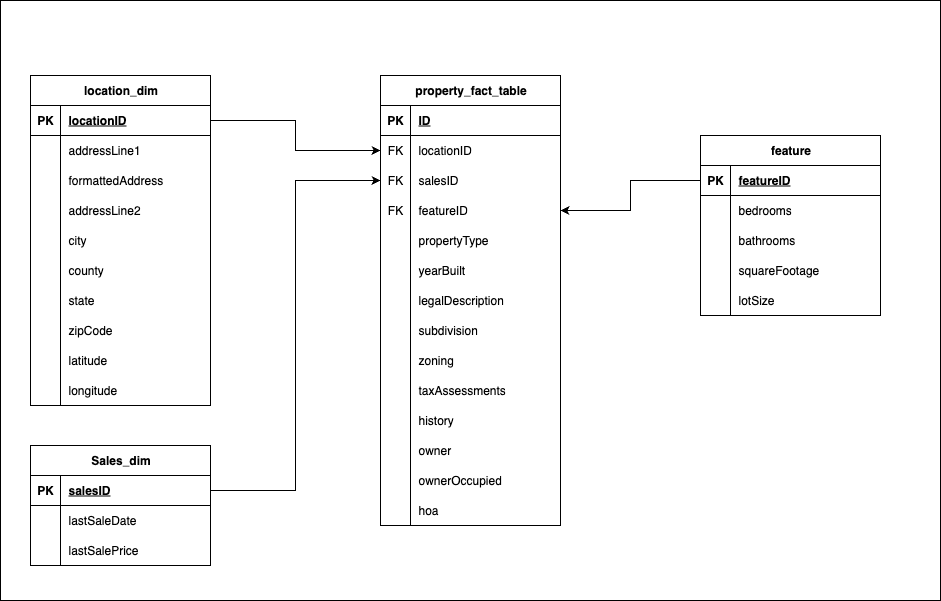 location_dim
PK locationID
addressLine1
formattedAddress
addressLine2
city
county
state
zipCode
latitude
longitude
Sales_dim
PK salesID
lastSaleDate
lastSalePrice
property_fact_table
PK ID
FK locationID
FK salesID
FK featureID
propertyType
yearBuilt
legalDescription
subdivision
zoning
taxAssessments
history
owner
ownerOccupied
hoa
feature
PK featureID
bedrooms
bathrooms
squareFootage
lotSize